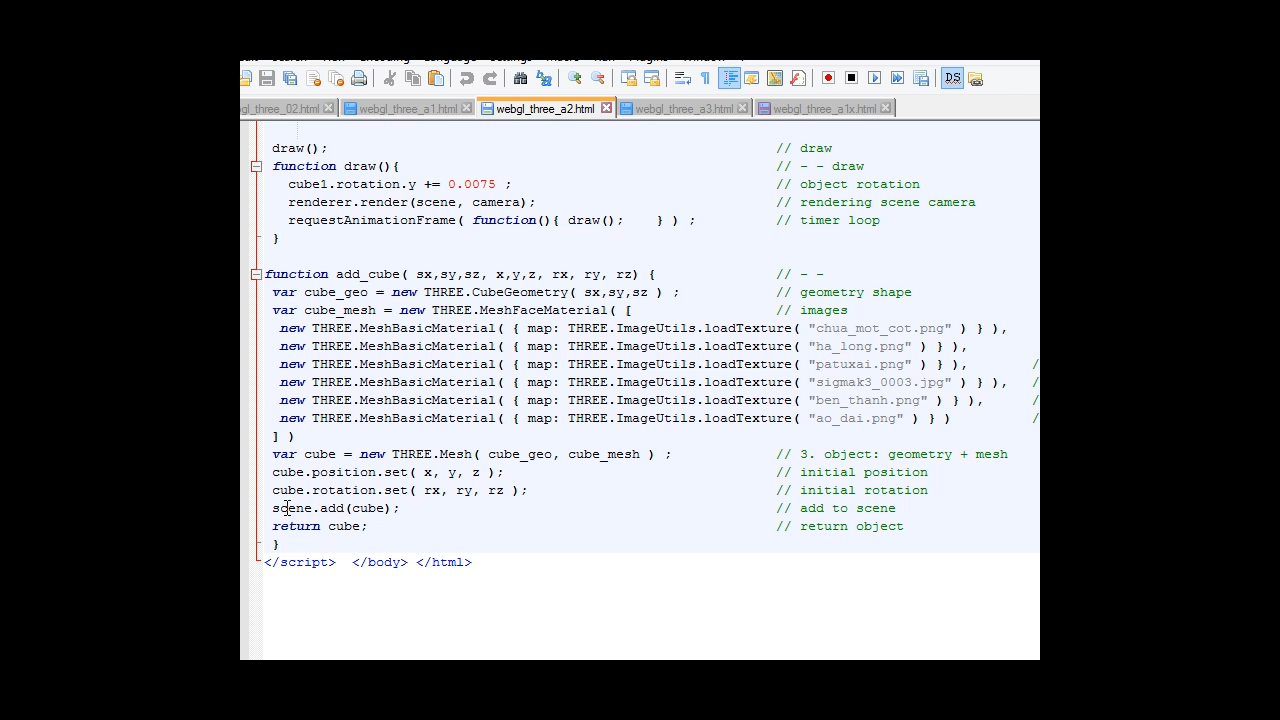 gl_three_02.html webgl_three_a1.html webgl_three_a2.html webgl_three_a3.html webgl_three_a1x.html
draw(); // draw
function draw(){ // - - draw
cube1.rotation.y += 0.0075 ; // object rotation
renderer.render(scene, camera); // rendering scene camera
requestAnimationFrame( function(){ draw(); } ) ; // timer loop
}
function add_cube( sx,sy,sz, x,y,z, rx, ry, rz) { // - -
var cube_geo = new THREE.CubeGeometry( sx,sy,sz ) ; // geometry shape
var cube_mesh = new THREE.MeshFaceMaterial( [ // images
new THREE.MeshBasicMaterial( { map: THREE.ImageUtils.loadTexture( "chua_mot_cot.png" ) } ),
new THREE.MeshBasicMaterial( { map: THREE.ImageUtils.loadTexture( "ha_long.png" ) } ),
new THREE.MeshBasicMaterial( { map: THREE.ImageUtils.loadTexture( "patuxai.png" ) } ), /
new THREE.MeshBasicMaterial( { map: THREE.ImageUtils.loadTexture( "sigmak3_0003.jpg" ) } ), /
new THREE.MeshBasicMaterial( { map: THREE.ImageUtils.loadTexture( "ben_thanh.png" ) } ), /
new THREE.MeshBasicMaterial( { map: THREE.ImageUtils.loadTexture( "ao_dai.png" ) } ) /
] )
var cube = new THREE.Mesh( cube_geo, cube_mesh ) ; // 3. object: geometry + mesh
cube.position.set( x, y, z ); // initial position
cube.rotation.set( rx, ry, rz ); // initial rotation
scene.add(cube); // add to scene
return cube; // return object
}
</script> </body> </html>